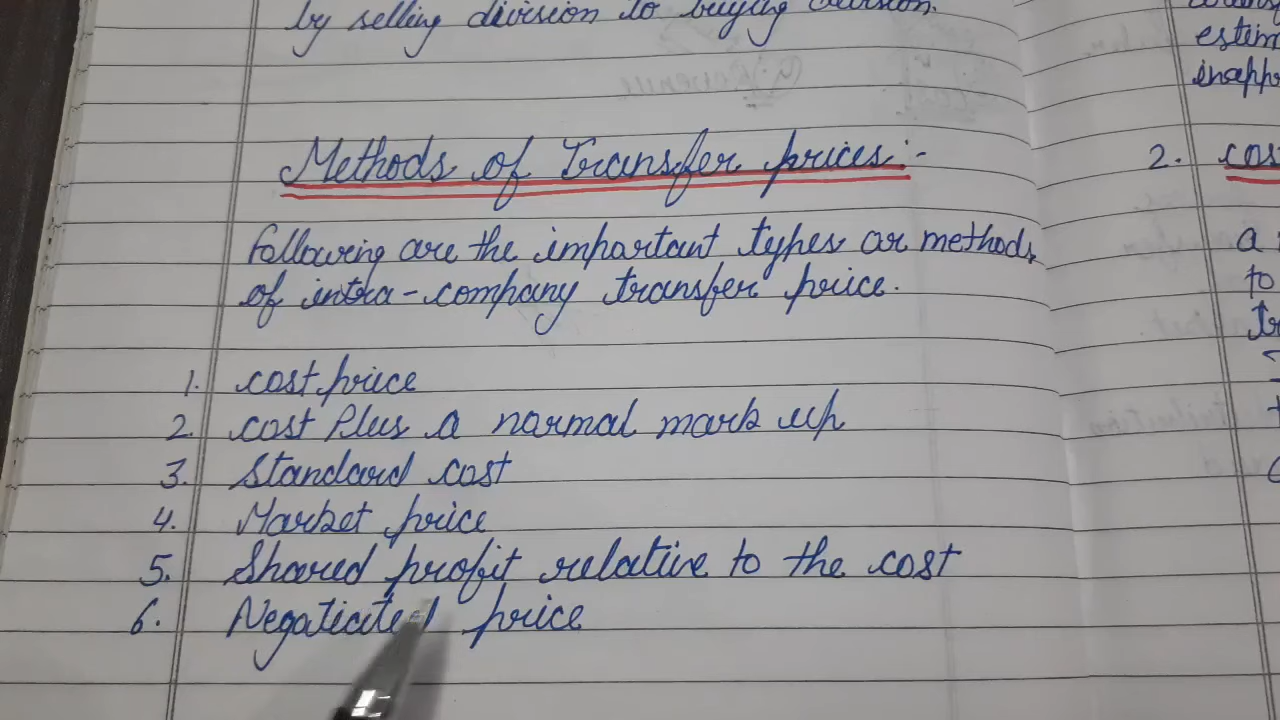 by selling division to buying division.
Methods of Transfer prices:-
Following are the important types or methods
of intra-company transfer price.
1. cost price
2. cost Plus a normal mark up
3. Standard cost
4. Market price
5. Shared profit relative to the cost
6. Negatiated price
estim
inappr
2. cos
a
to